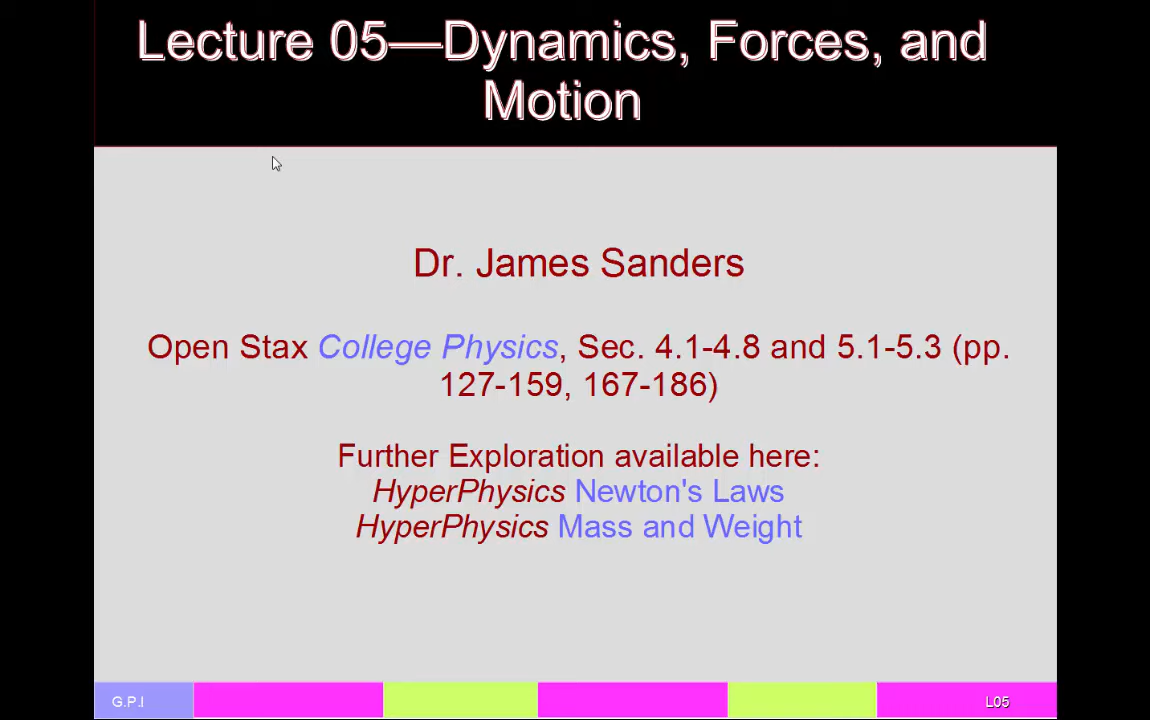 Lecture 05—Dynamics, Forces, and
Motion
Dr. James Sanders
Open Stax College Physics, Sec. 4.1-4.8 and 5.1-5.3 (pp.
127-159, 167-186)
Further Exploration available here:
HyperPhysics Newton's Laws
HyperPhysics Mass and Weight
G.P.I
L05